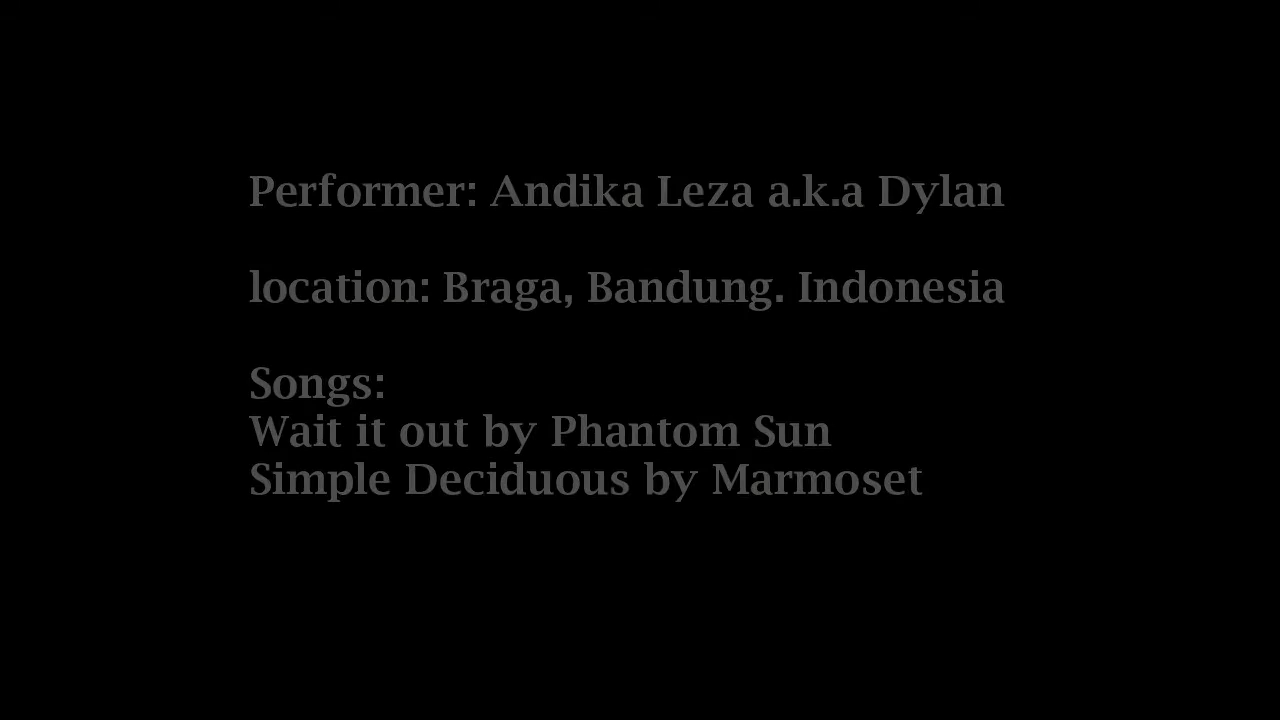 Performer: Andika Leza a.k.a Dylan
location: Braga, Bandung. Indonesia
Songs:
Wait it out by Phantom Sun
Simple Deciduous by Marmoset